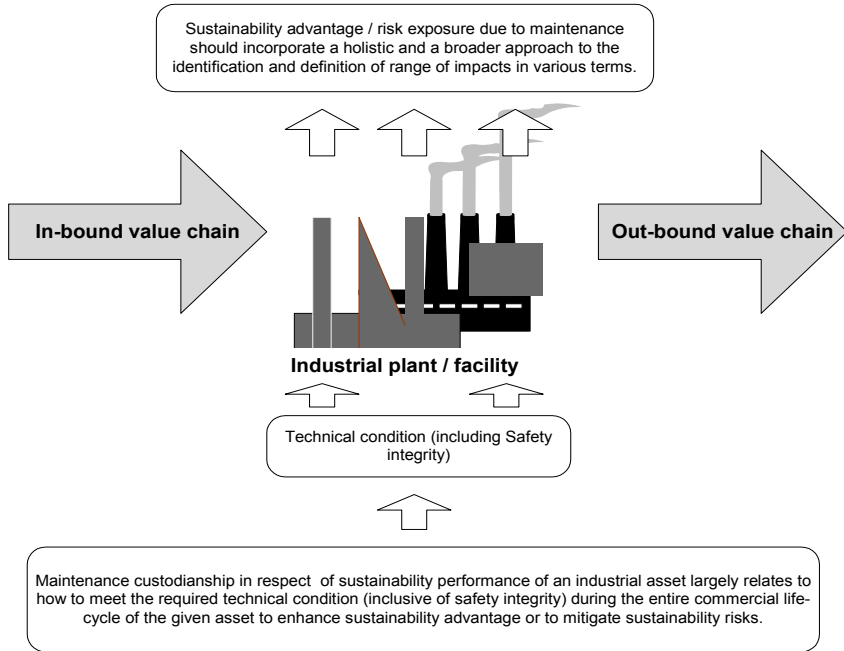 Sustainability advantage / risk exposure due to maintenance
should incorporate a holistic and a broader approach to the
identification and definition of range of impacts in various terms.
In-bound value chain
Out-bound value chain
Industrial plant / facility
Technical condition (including Safety
integrity)
Maintenance custodianship in respect of sustainability performance of an industrial asset largely relates to
how to meet the required technical condition (inclusive of safety integrity) during the entire commercial life-
cycle of the given asset to enhance sustainability advantage or to mitigate sustainability risks.